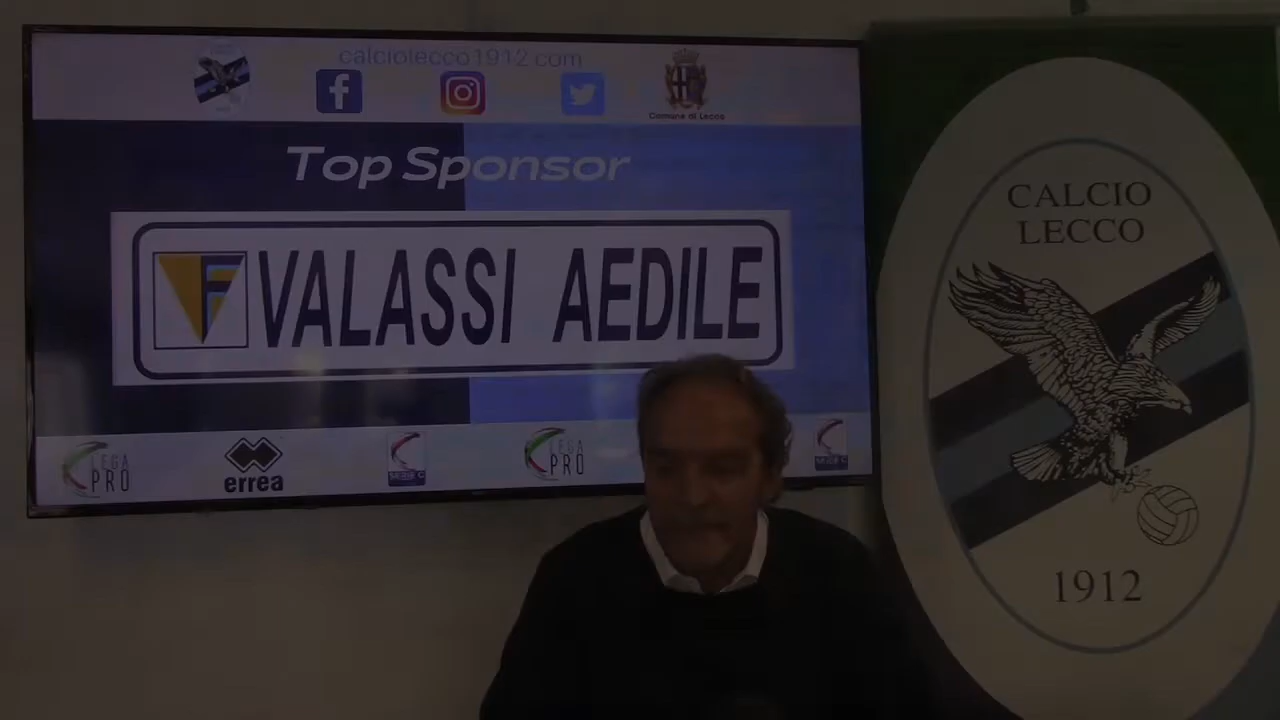 calciolecco1912.com
Comune di Lecco
Top Sponsor
VALASSI AEDILE
LEGA
PRO
errea
LEGA
PRO
CALCIO
LECCO
1912